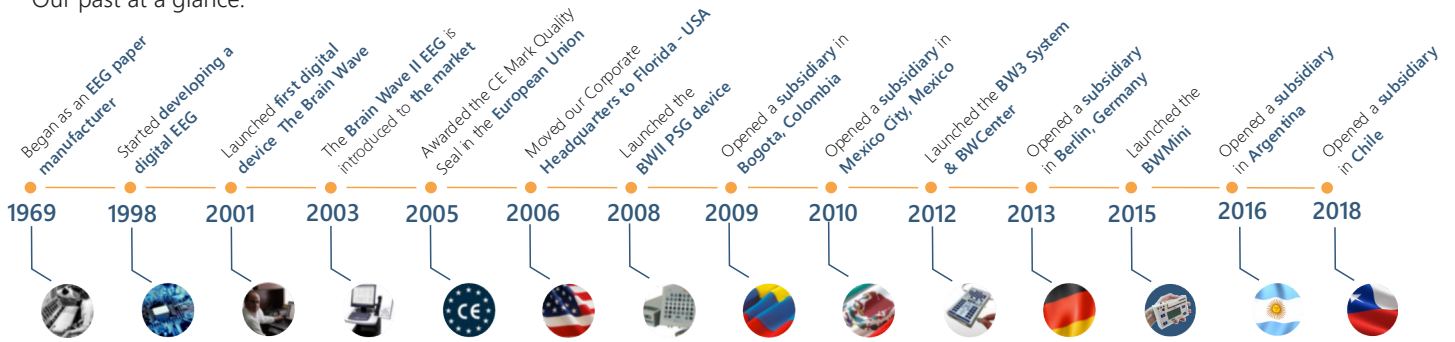 Our past at a glance.
Began as an EEG paper
manufacturer
Started developing a
digital EEG
Launched first digital
device The Brain Wave
The Brain Wave II EEG is
introduced to the market
Awarded the CE Mark Quality
Seal in the European Union
Moved our Corporate
Headquarters to Florida - USA
Launched the
BWII PSG device
Opened a subsidiary in
Bogota, Colombia
Opened a subsidiary in
Mexico City, Mexico
Launched the BW3 System
& BWCenter
Opened a subsidiary
in Berlin, Germany
Launched the
BWMini
Opened a subsidiary
in Argentina
Opened a subsidiary
in Chile
1969 1998 2001 2003 2005 2006 2008 2009 2010 2012 2013 2015 2016 2018
CE